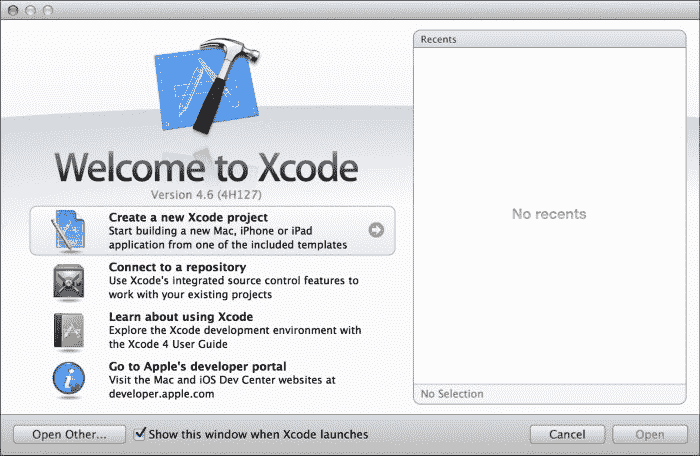 Welcome to Xcode
Version 4.6 (4H127)
Create a new Xcode project
Start building a new Mac, iPhone or iPad
application from one of the included templates
Connect to a repository
Use Xcode's integrated source control features to
work with your existing projects
Learn about using Xcode
Explore the Xcode development environment with
the Xcode 4 User Guide
Go to Apple's developer portal
Visit the Mac and iOS Dev Center websites at
developer.apple.com
Recents
No recents
No Selection
Open Other...
Show this window when Xcode launches
Cancel
Open